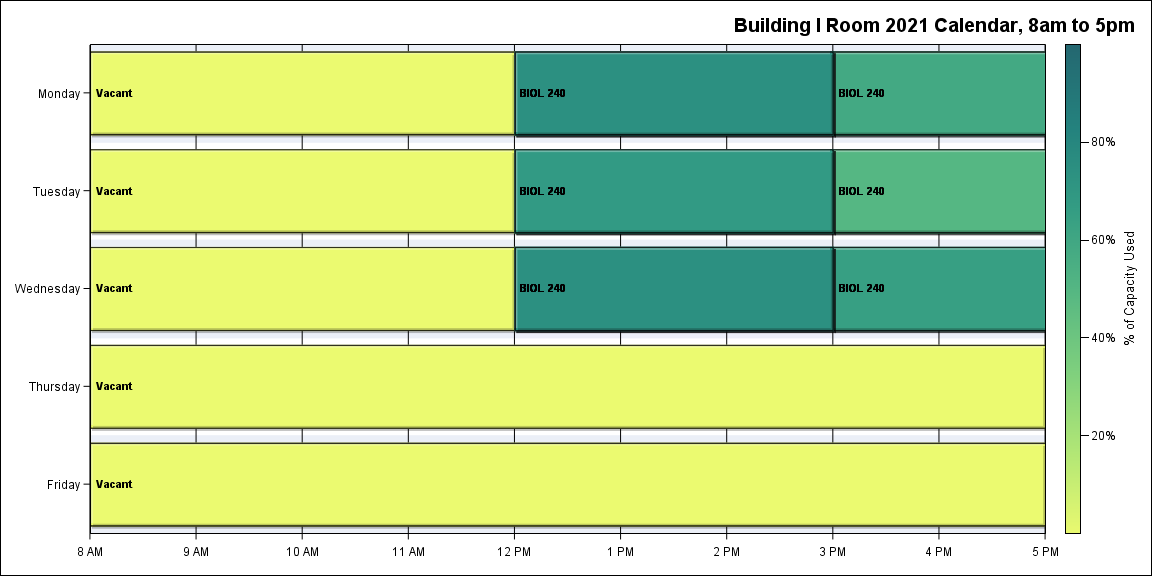 Building I Room 2021 Calendar, 8am to 5pm
Monday
Vacant
BIOL 240
BIOL 240
Tuesday
Vacant
BIOL 240
BIOL 240
Wednesday
Vacant
BIOL 240
BIOL 240
Thursday
Vacant
Friday
Vacant
8 AM
9 AM
10 AM
11 AM
12 PM
1 PM
2 PM
3 PM
4 PM
5 PM
80%
60%
40%
20%
% of Capacity Used